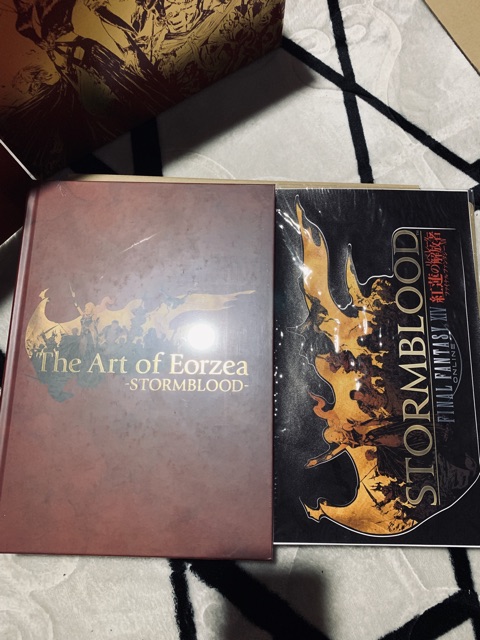 The Art of Eorzea
-STORMBLOOD-
STORMBLOOD
紅蓮の解放者
FINAL FANTASY XIV
ONLINE